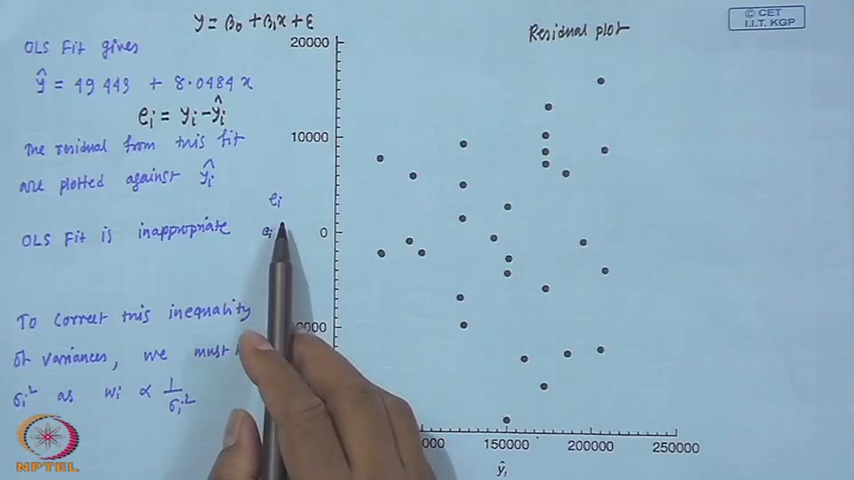 y = β₀ + β₁x + ε
Residual plot
© CET
I.I.T. KGP
OLS Fit gives
ŷ = 49 443 + 8.0484 x
eᵢ = yᵢ - ŷᵢ
The residual from this fit
are plotted against ŷᵢ
eᵢ
OLS Fit is inappropriate
eᵢ
To correct this inequality
of variances, we must
σᵢ² as wᵢ ∝ 1/σᵢ²
20000
10000
0
150000
200000
250000
ŷᵢ
NPTEL